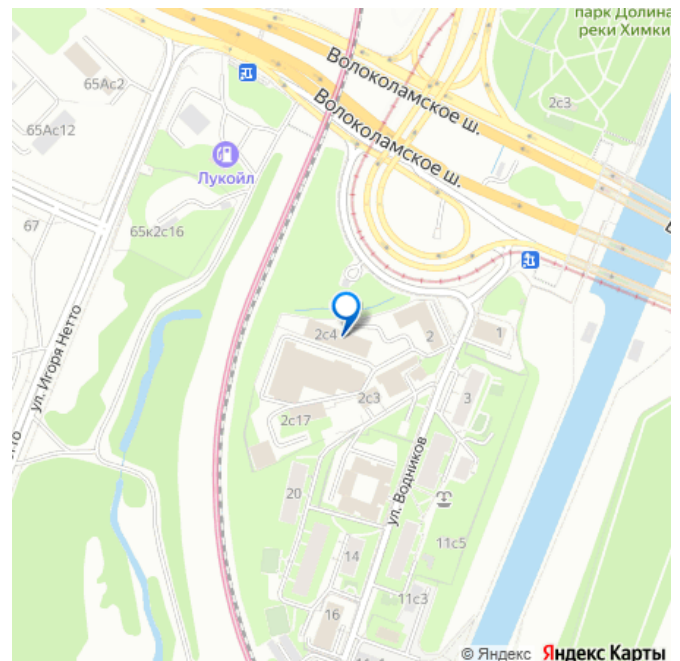 парк Долина
реки Химки
Волоколамское ш.
65Ас2
2с3
Волоколамское ш.
65Ас12
Лукойл
67
65к2с16
ул. Игоря Нетто
2с4
2
1
2с3
3
2с17
ул. Водников
20
11с5
14
11с3
16
© Яндекс Яндекс Карты